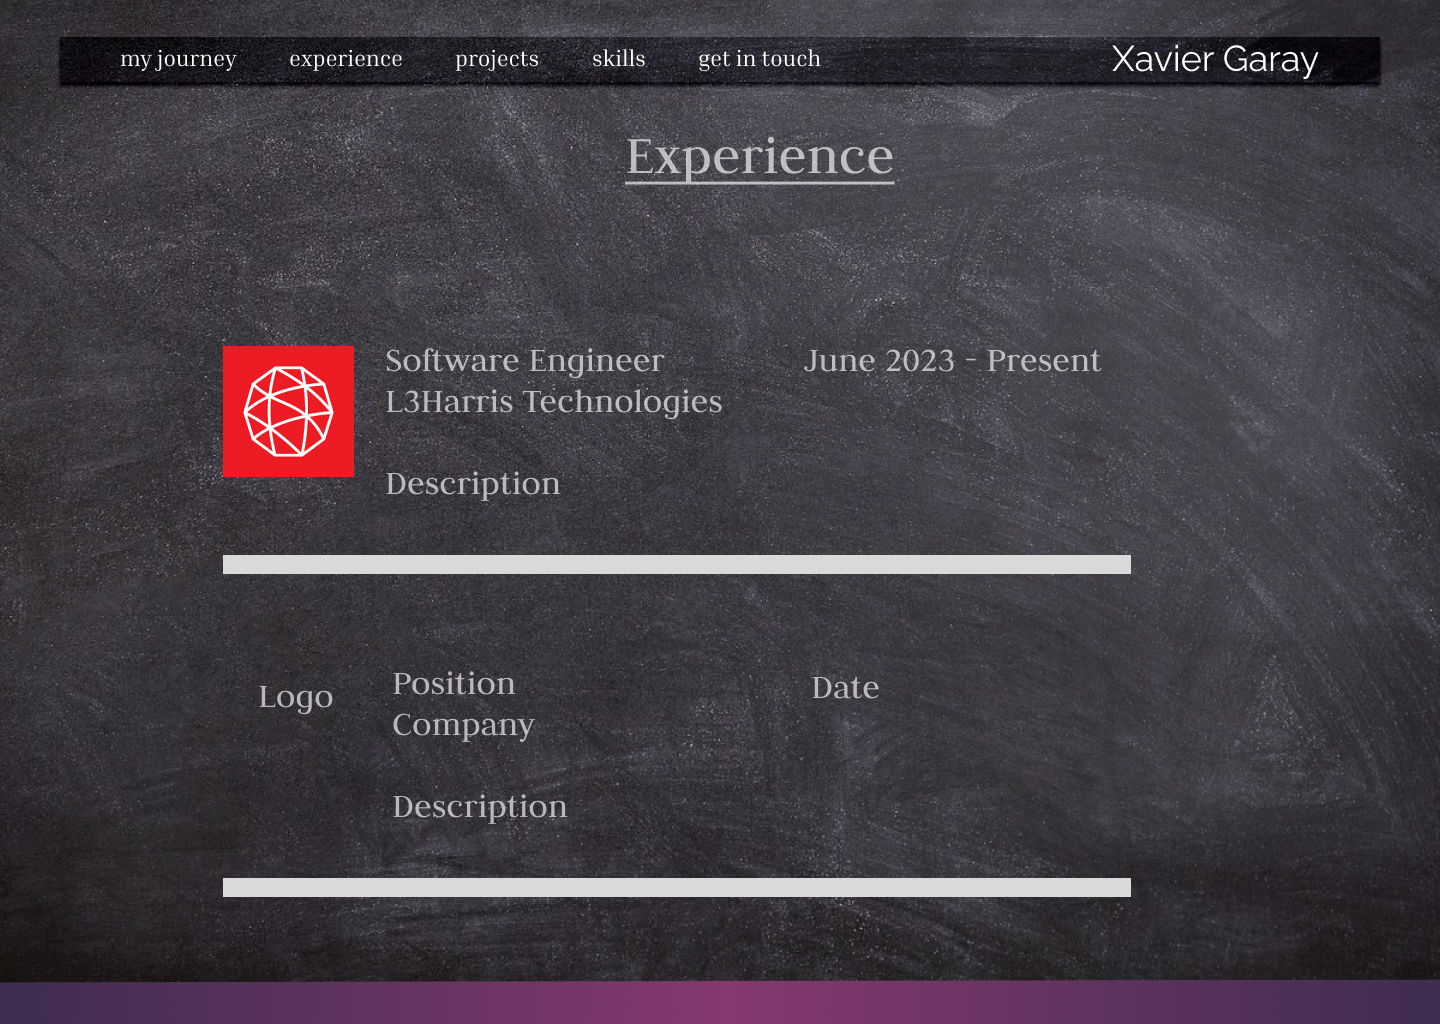 my journey experience projects skills get in touch Xavier Garay
Experience
Software Engineer June 2023 - Present
L3Harris Technologies
Description
Logo Position Date
Company
Description